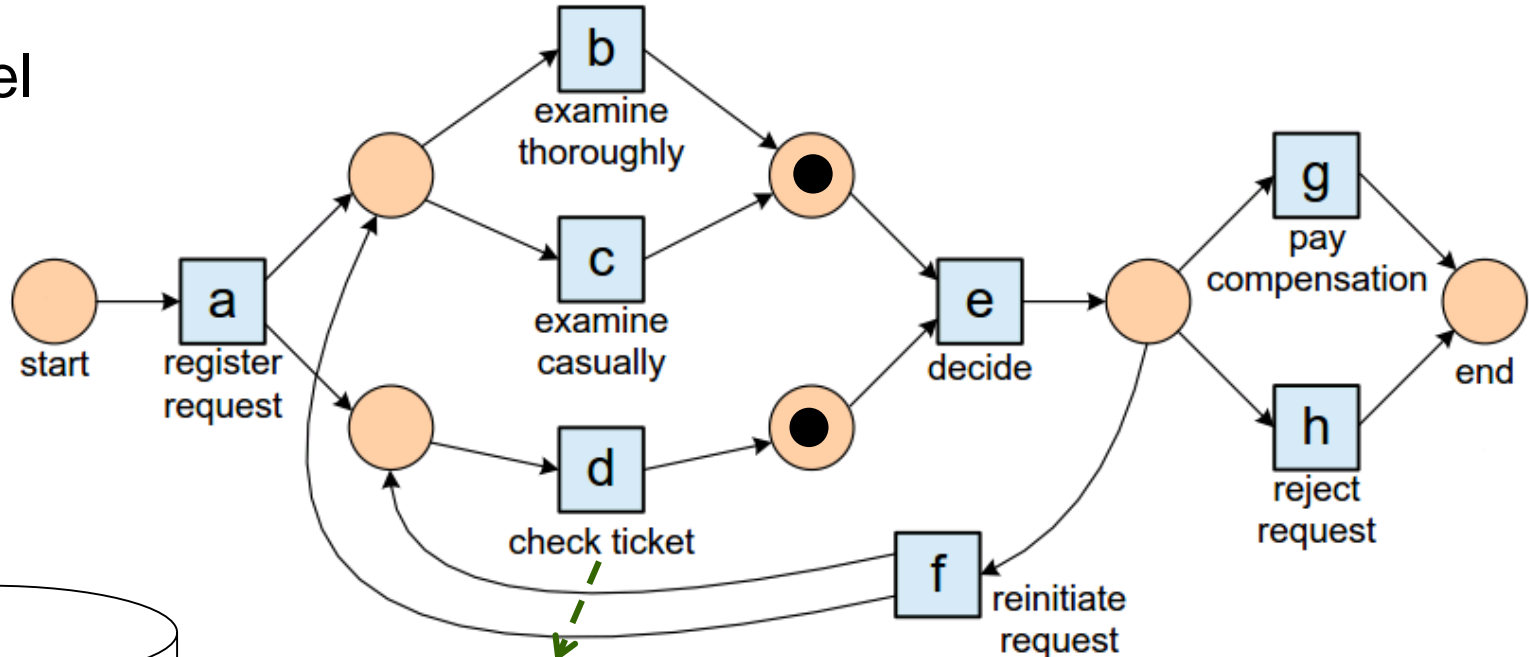 el
b
examine
thoroughly
c
examine
casually
start
a
register
request
d
check ticket
e
decide
f
reinitiate
request
g
pay
compensation
h
reject
request
end